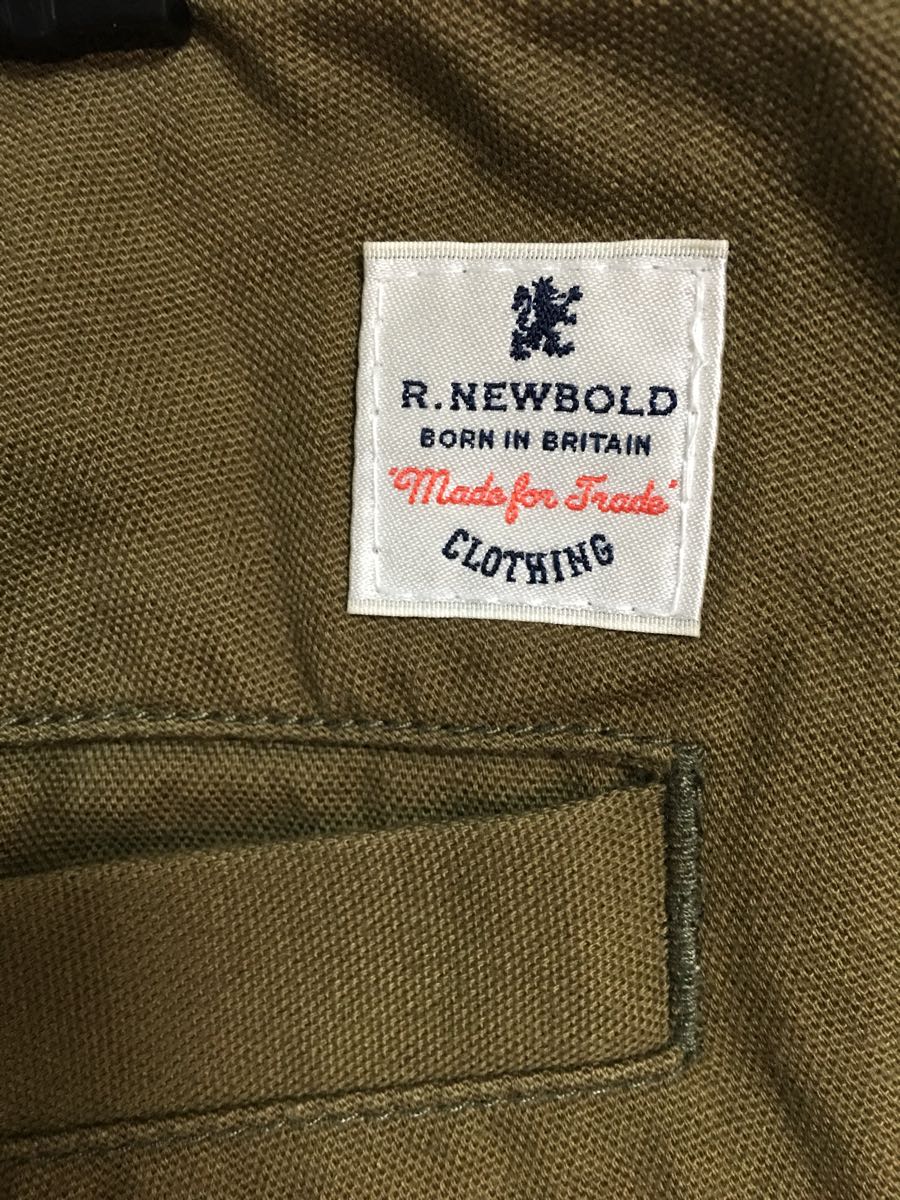 R.NEWBOLD
BORN IN BRITAIN
"Made for Trade"
CLOTHING